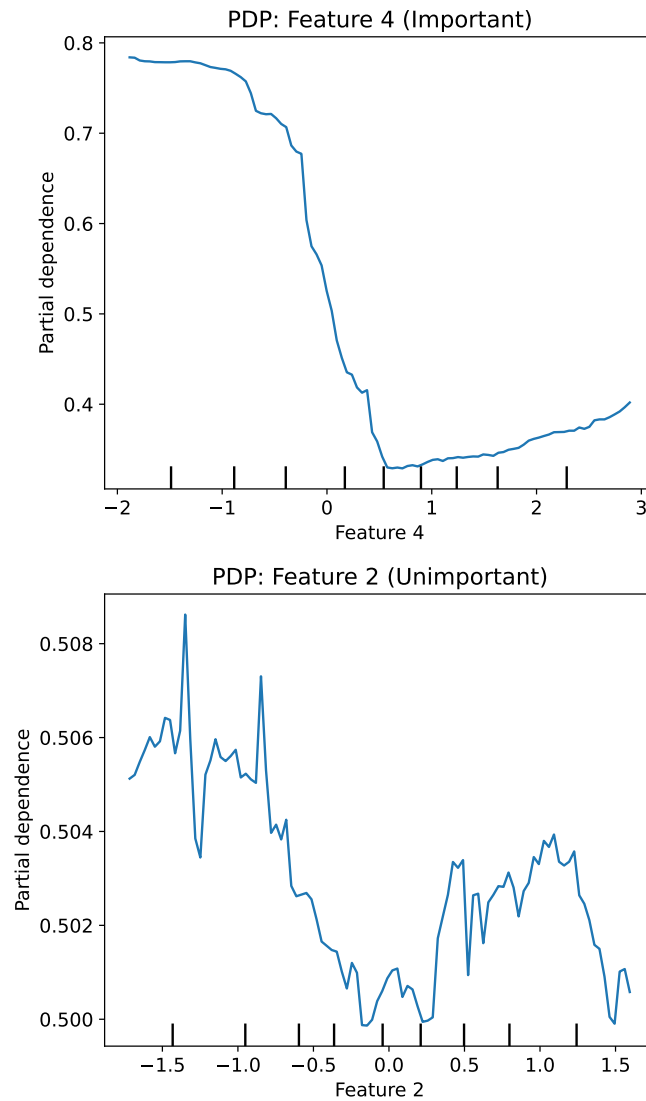 PDP: Feature 4 (Important)
0.8
0.7
0.6
0.5
0.4
Partial dependence
−2 −1 0 1 2 3
Feature 4
PDP: Feature 2 (Unimportant)
0.508
0.506
0.504
0.502
0.500
Partial dependence
−1.5 −1.0 −0.5 0.0 0.5 1.0 1.5
Feature 2